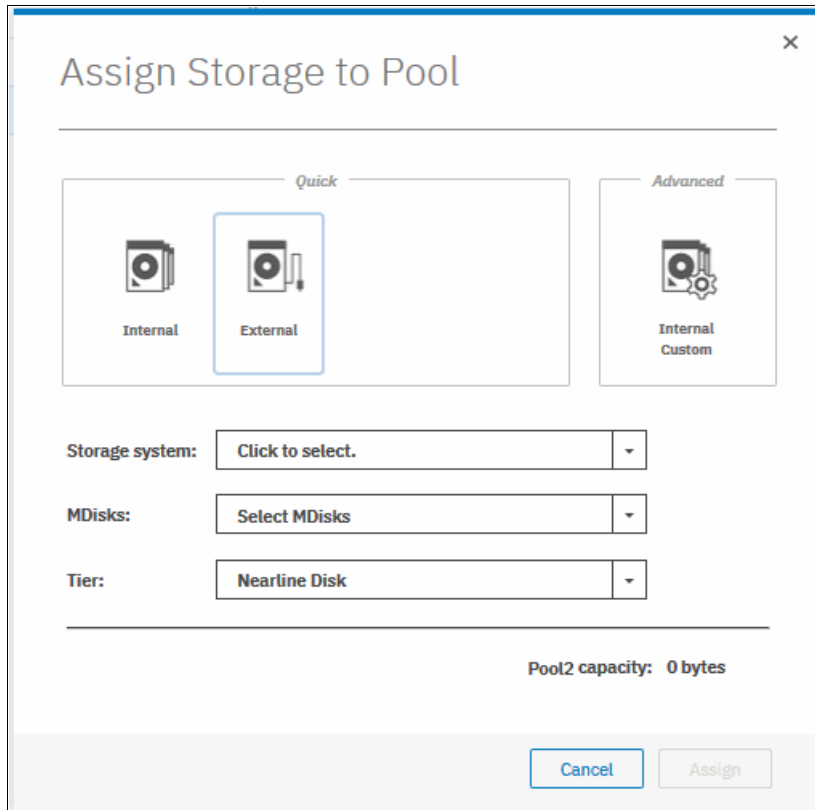 Assign Storage to Pool
Quick
Advanced
Internal
External
Internal
Custom
Storage system:
Click to select.
MDisks:
Select MDisks
Tier:
Nearline Disk
Pool2 capacity: 0 bytes
Cancel
Assign